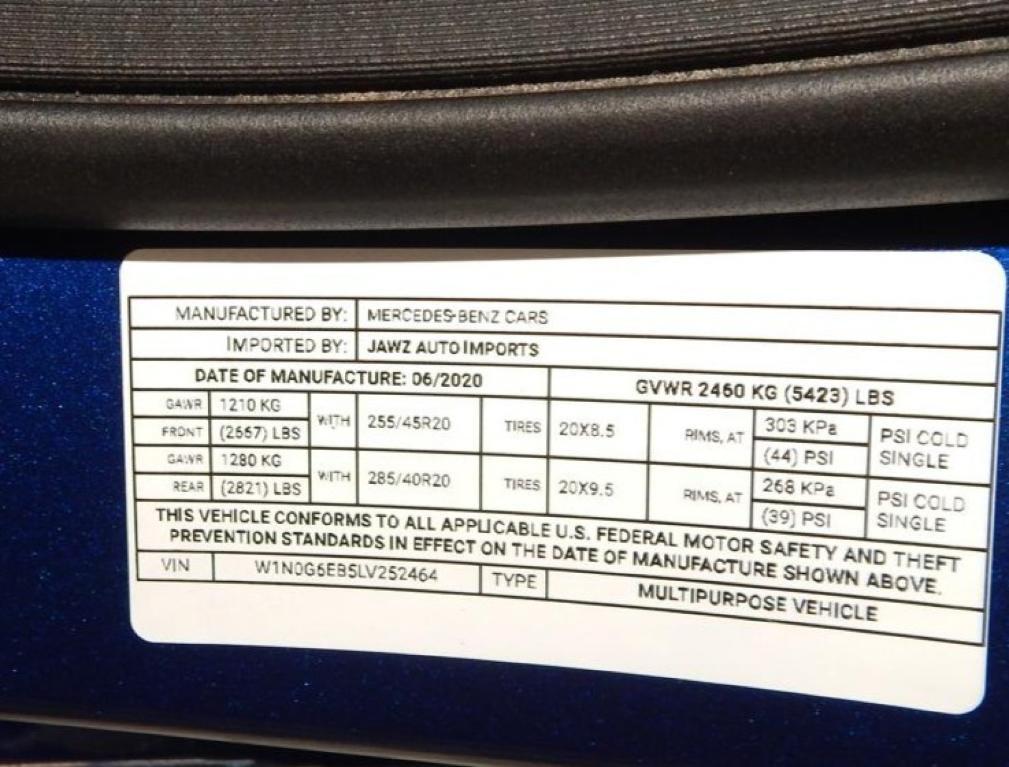 MANUFACTURED BY: MERCEDES-BENZ CARS
IMPORTED BY: JAWZ AUTO IMPORTS
DATE OF MANUFACTURE: 06/2020 GVWR 2460 KG (5423) LBS
GAWR FRONT 1210 KG (2667) LBS WITH 255/45R20 TIRES 20X8.5 RIMS, AT 303 KPa (44) PSI PSI COLD SINGLE
GAWR REAR 1280 KG (2821) LBS WITH 285/40R20 TIRES 20X9.5 RIMS, AT 268 KPa (39) PSI PSI COLD SINGLE
THIS VEHICLE CONFORMS TO ALL APPLICABLE U.S. FEDERAL MOTOR SAFETY AND THEFT
PREVENTION STANDARDS IN EFFECT ON THE DATE OF MANUFACTURE SHOWN ABOVE.
VIN W1N0G6EB5LV252464 TYPE MULTIPURPOSE VEHICLE